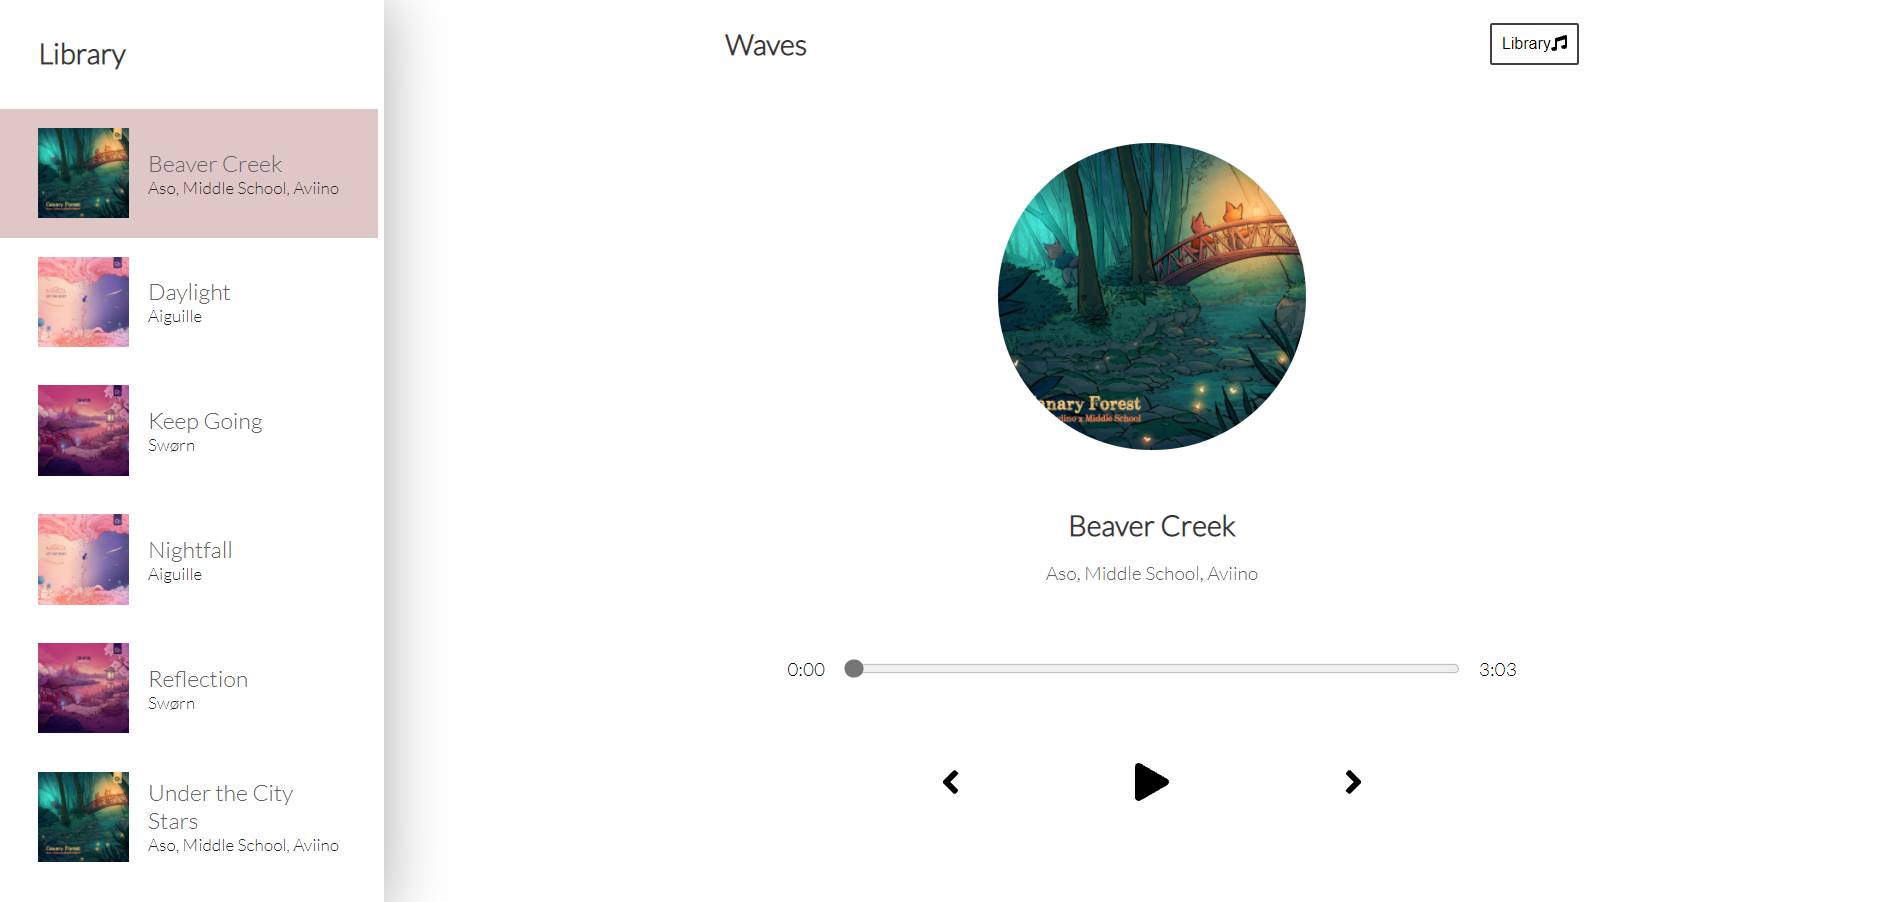 Library
Beaver Creek
Aso, Middle School, Aviino
Daylight
Aiguille
Keep Going
Swørn
Nightfall
Aiguille
Reflection
Swørn
Under the City
Stars
Aso, Middle School, Aviino
Waves
Library
anary Forest
iino x Middle School
Beaver Creek
Aso, Middle School, Aviino
0:00
3:03